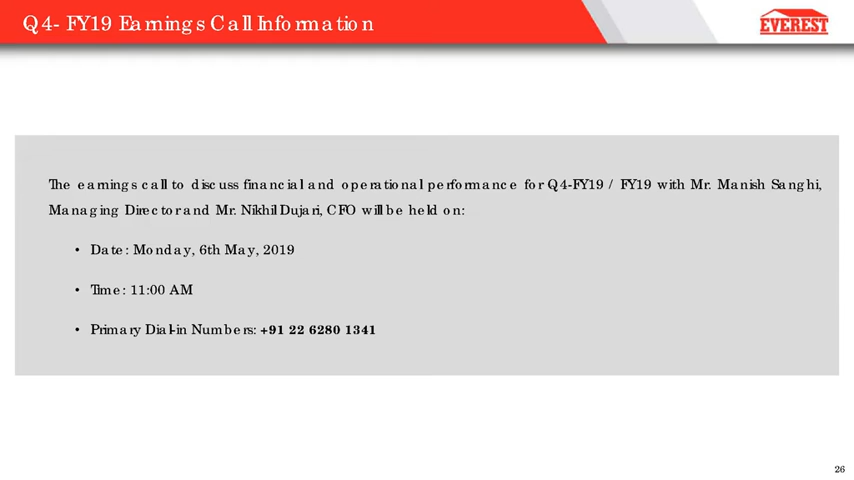 Q4- FY19 Earnings Call Information
EVEREST
The earnings call to discuss financial and operational performance for Q4-FY19 / FY19 with Mr. Manish Sanghi,
Managing Director and Mr. Nikhil Dujari, CFO will be held on:
• Date: Monday, 6th May, 2019
• Time: 11:00 AM
• Primary Dial-in Numbers: +91 22 6280 1341
26